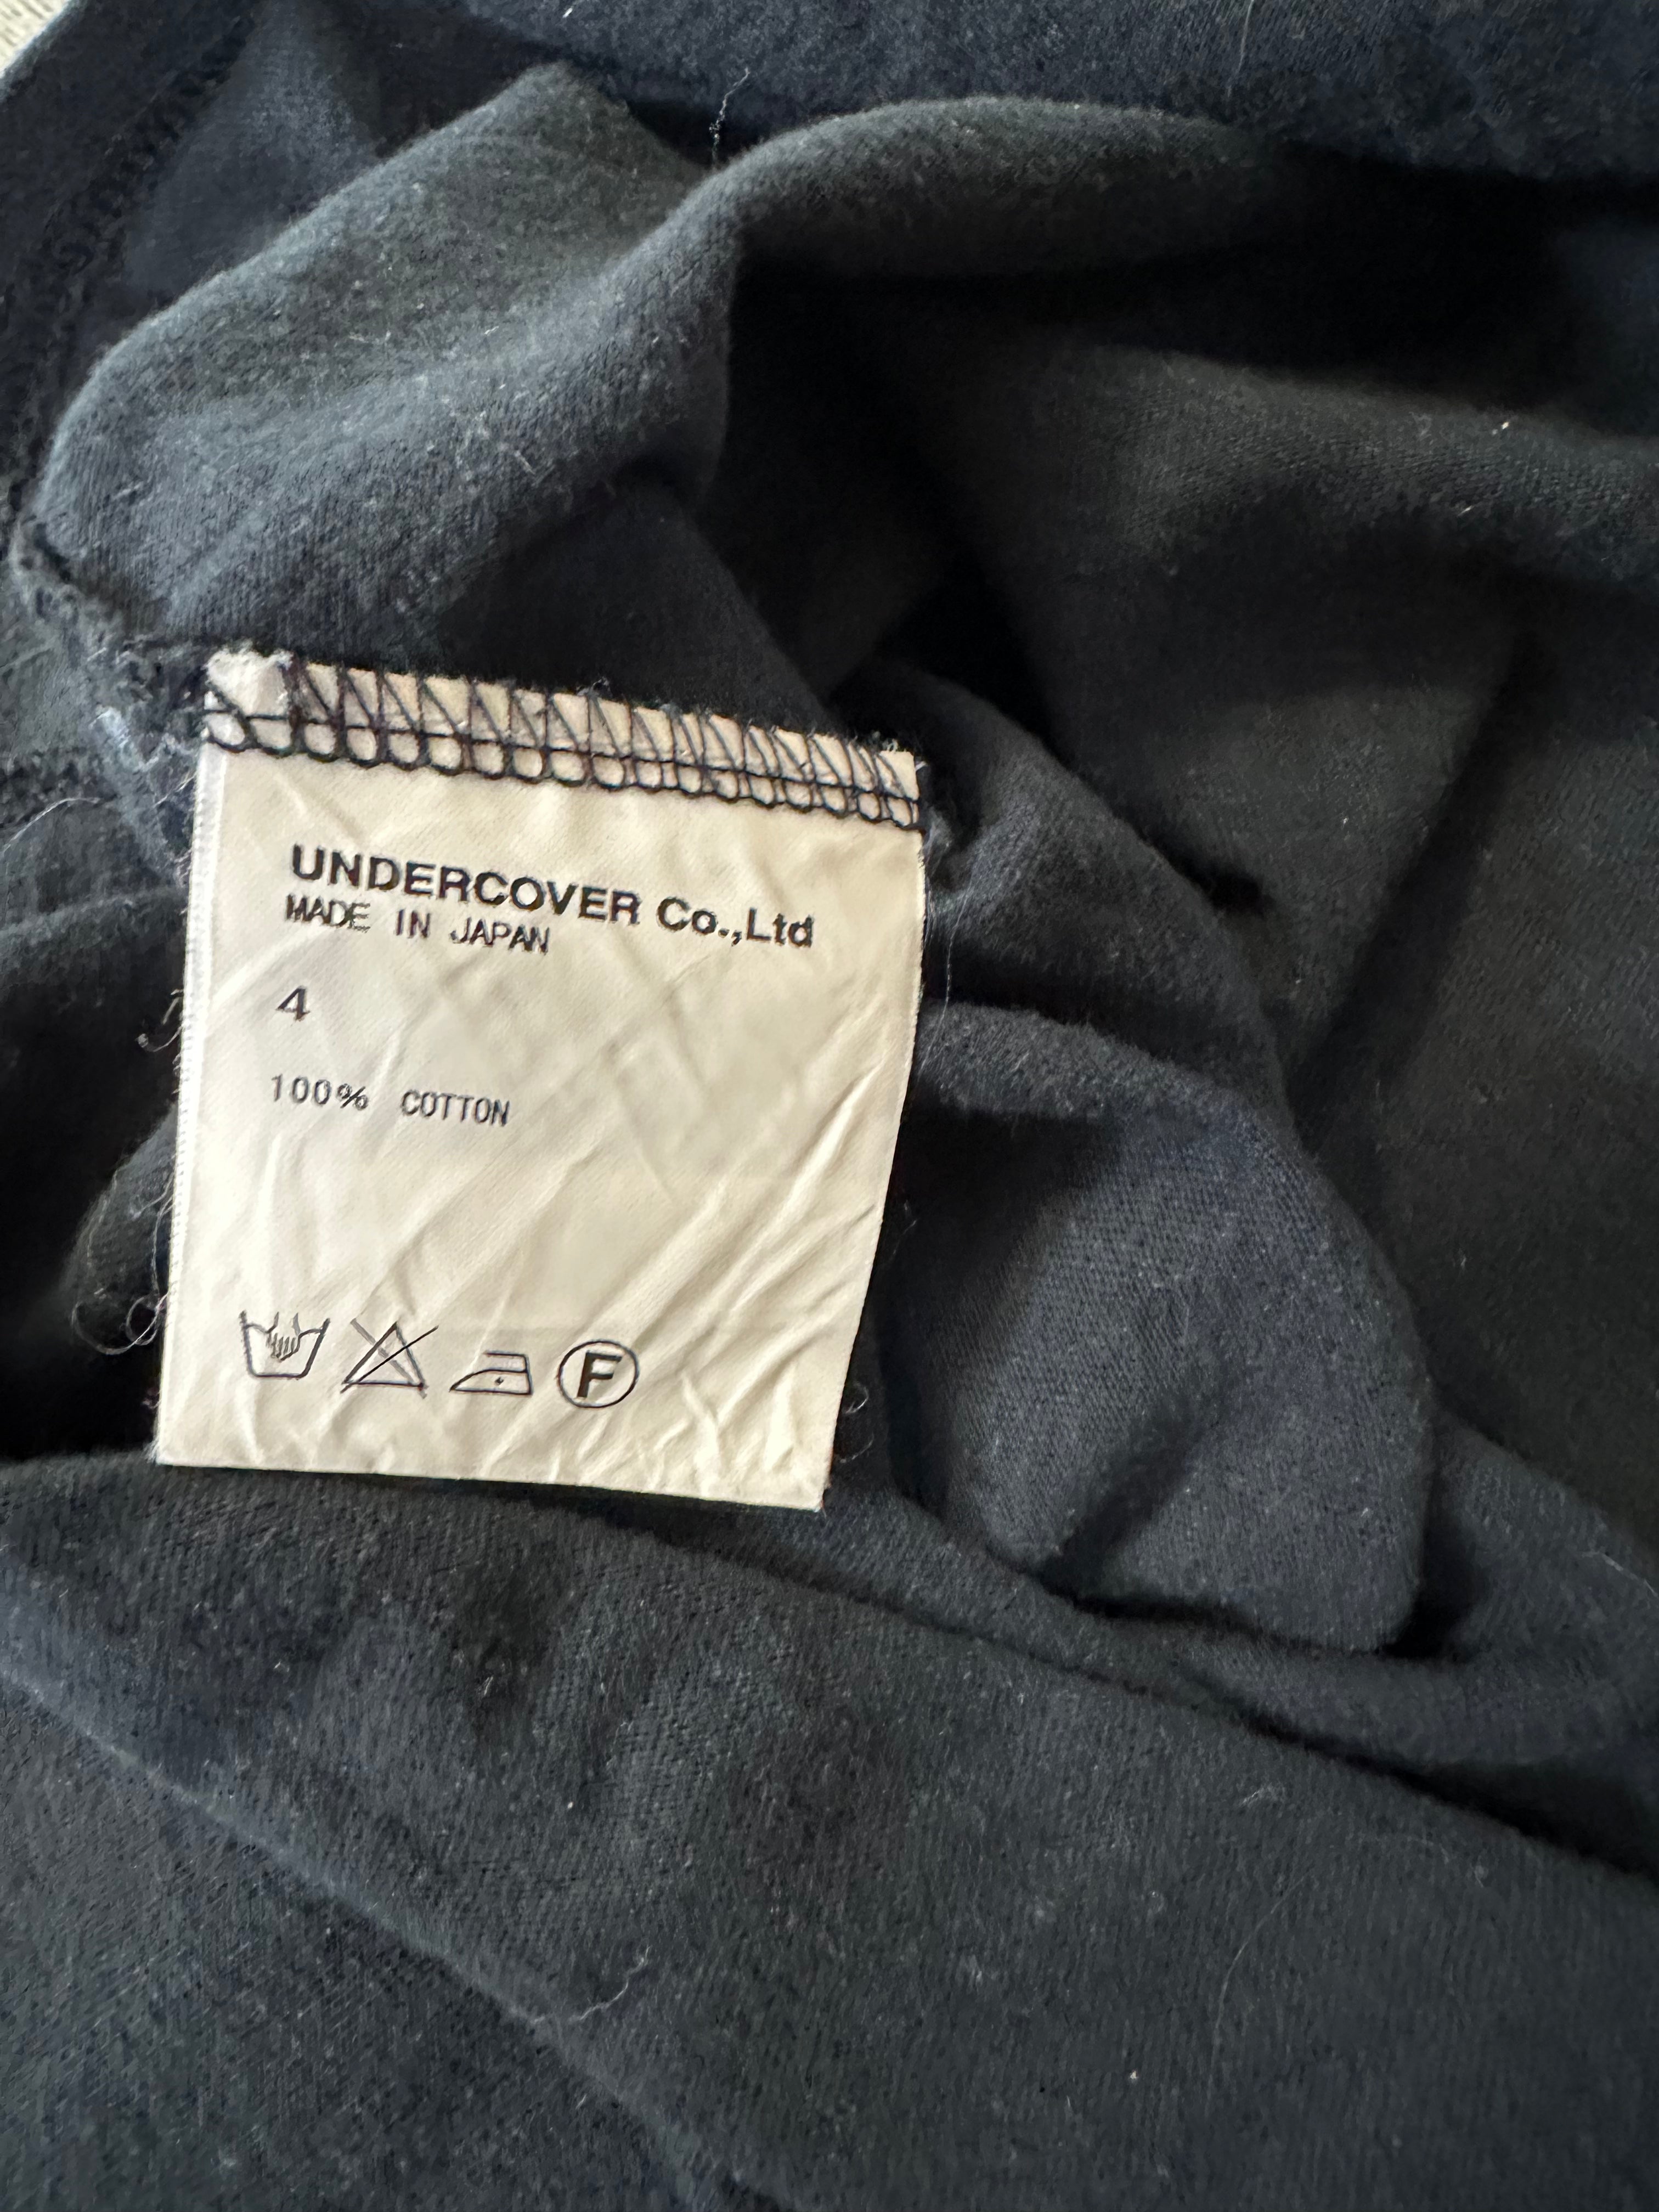 UNDERCOVER Co.,Ltd
MADE IN JAPAN
4
100% COTTON
F